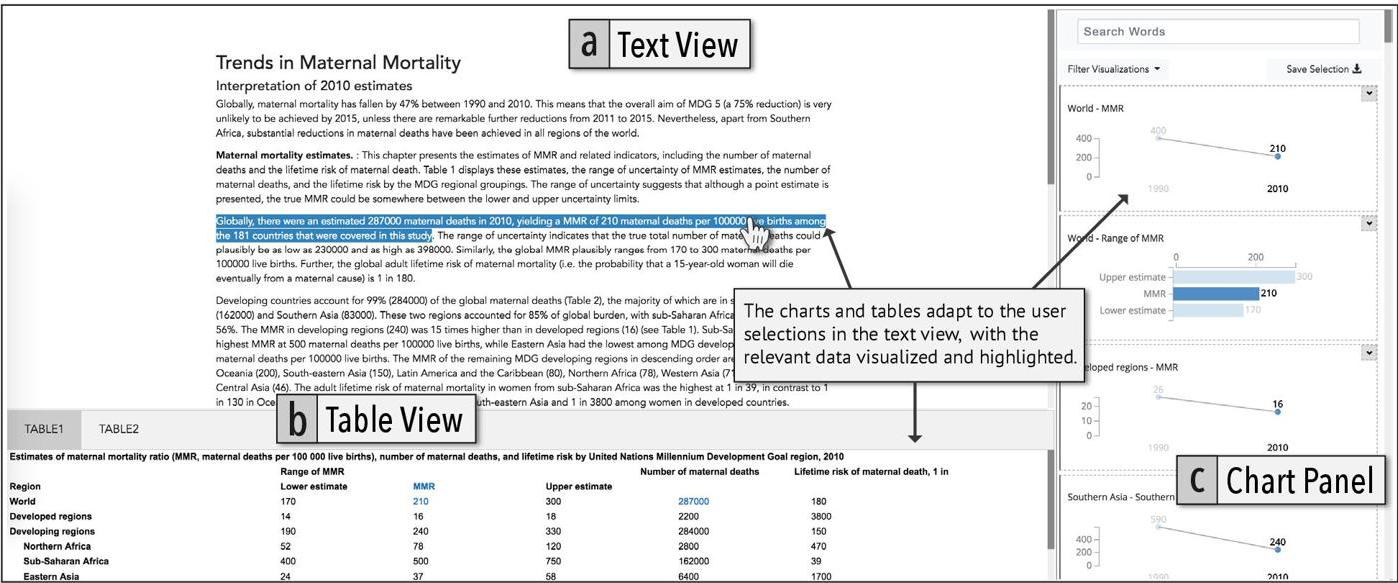 a Text View
Trends in Maternal Mortality
Interpretation of 2010 estimates
Globally, maternal mortality has fallen by 47% between 1990 and 2010. This means that the overall aim of MDG 5 (a 75% reduction) is very
unlikely to be achieved by 2015, unless there are remarkable further reductions from 2011 to 2015. Nevertheless, apart from Southern
Africa, substantial reductions in maternal deaths have been achieved in all regions of the world.
Maternal mortality estimates. : This chapter presents the estimates of MMR and related indicators, including the number of maternal
deaths and the lifetime risk of maternal death. Table 1 displays these estimates, the range of uncertainty of MMR estimates, the number of
maternal deaths, and the lifetime risk by the MDG regional groupings. The range of uncertainty suggests that although a point estimate is
presented, the true MMR could be somewhere between the lower and upper uncertainty limits.
Globally, there were an estimated 287000 maternal deaths in 2010, yielding a MMR of 210 maternal deaths per 100000 live births among
the 181 countries that were covered in this study. The range of uncertainty indicates that the true total number of maternal deaths could
plausibly be as low as 230000 and as high as 398000. Similarly, the global MMR plausibly ranges from 170 to 300 maternal deaths per
100000 live births. Further, the global adult lifetime risk of maternal mortality (i.e. the probability that a 15-year-old woman will die
eventually from a maternal cause) is 1 in 180.
Developing countries account for 99% (284000) of the global maternal deaths (Table 2), the majority of which are in s
(162000) and Southern Asia (83000). These two regions accounted for 85% of global burden, with sub-Saharan Africa
56%. The MMR in developing regions (240) was 15 times higher than in developed regions (16) (see Table 1). Sub-Sa
highest MMR at 500 maternal deaths per 100000 live births, while Eastern Asia had the lowest among MDG develop
maternal deaths per 100000 live births. The MMR of the remaining MDG developing regions in descending order are
Oceania (200), South-eastern Asia (150), Latin America and the Caribbean (80), Northern Africa (78), Western Asia (71
Central Asia (46). The adult lifetime risk of maternal mortality in women from sub-Saharan Africa was the highest at 1 in 39, in contrast to 1
in 130 in Oce uth-eastern Asia and 1 in 3800 among women in developed countries.
The charts and tables adapt to the user
selections in the text view, with the
relevant data visualized and highlighted.
b Table View
TABLE1 TABLE2
Estimates of maternal mortality ratio (MMR, maternal deaths per 100 000 live births), number of maternal deaths, and lifetime risk by United Nations Millennium Development Goal region, 2010
Range of MMR Number of maternal deaths Lifetime risk of maternal death, 1 in
Region Lower estimate MMR Upper estimate
World 170 210 300 287000 180
Developed regions 14 16 18 2200 3800
Developing regions 190 240 330 284000 150
Northern Africa 52 78 120 2800 470
Sub-Saharan Africa 400 500 750 162000 39
Eastern Asia 24 37 58 6400 1700
Search Words
Filter Visualizations Save Selection
World - MMR
400
400
210
200
0
1990 2010
World - Range of MMR
0 200
Upper estimate 300
MMR 210
Lower estimate 170
eloped regions - MMR
26
20
16
10
0
1990 2010
c Chart Panel
Southern Asia - Southern
590
400
240
200
0
1990 2010